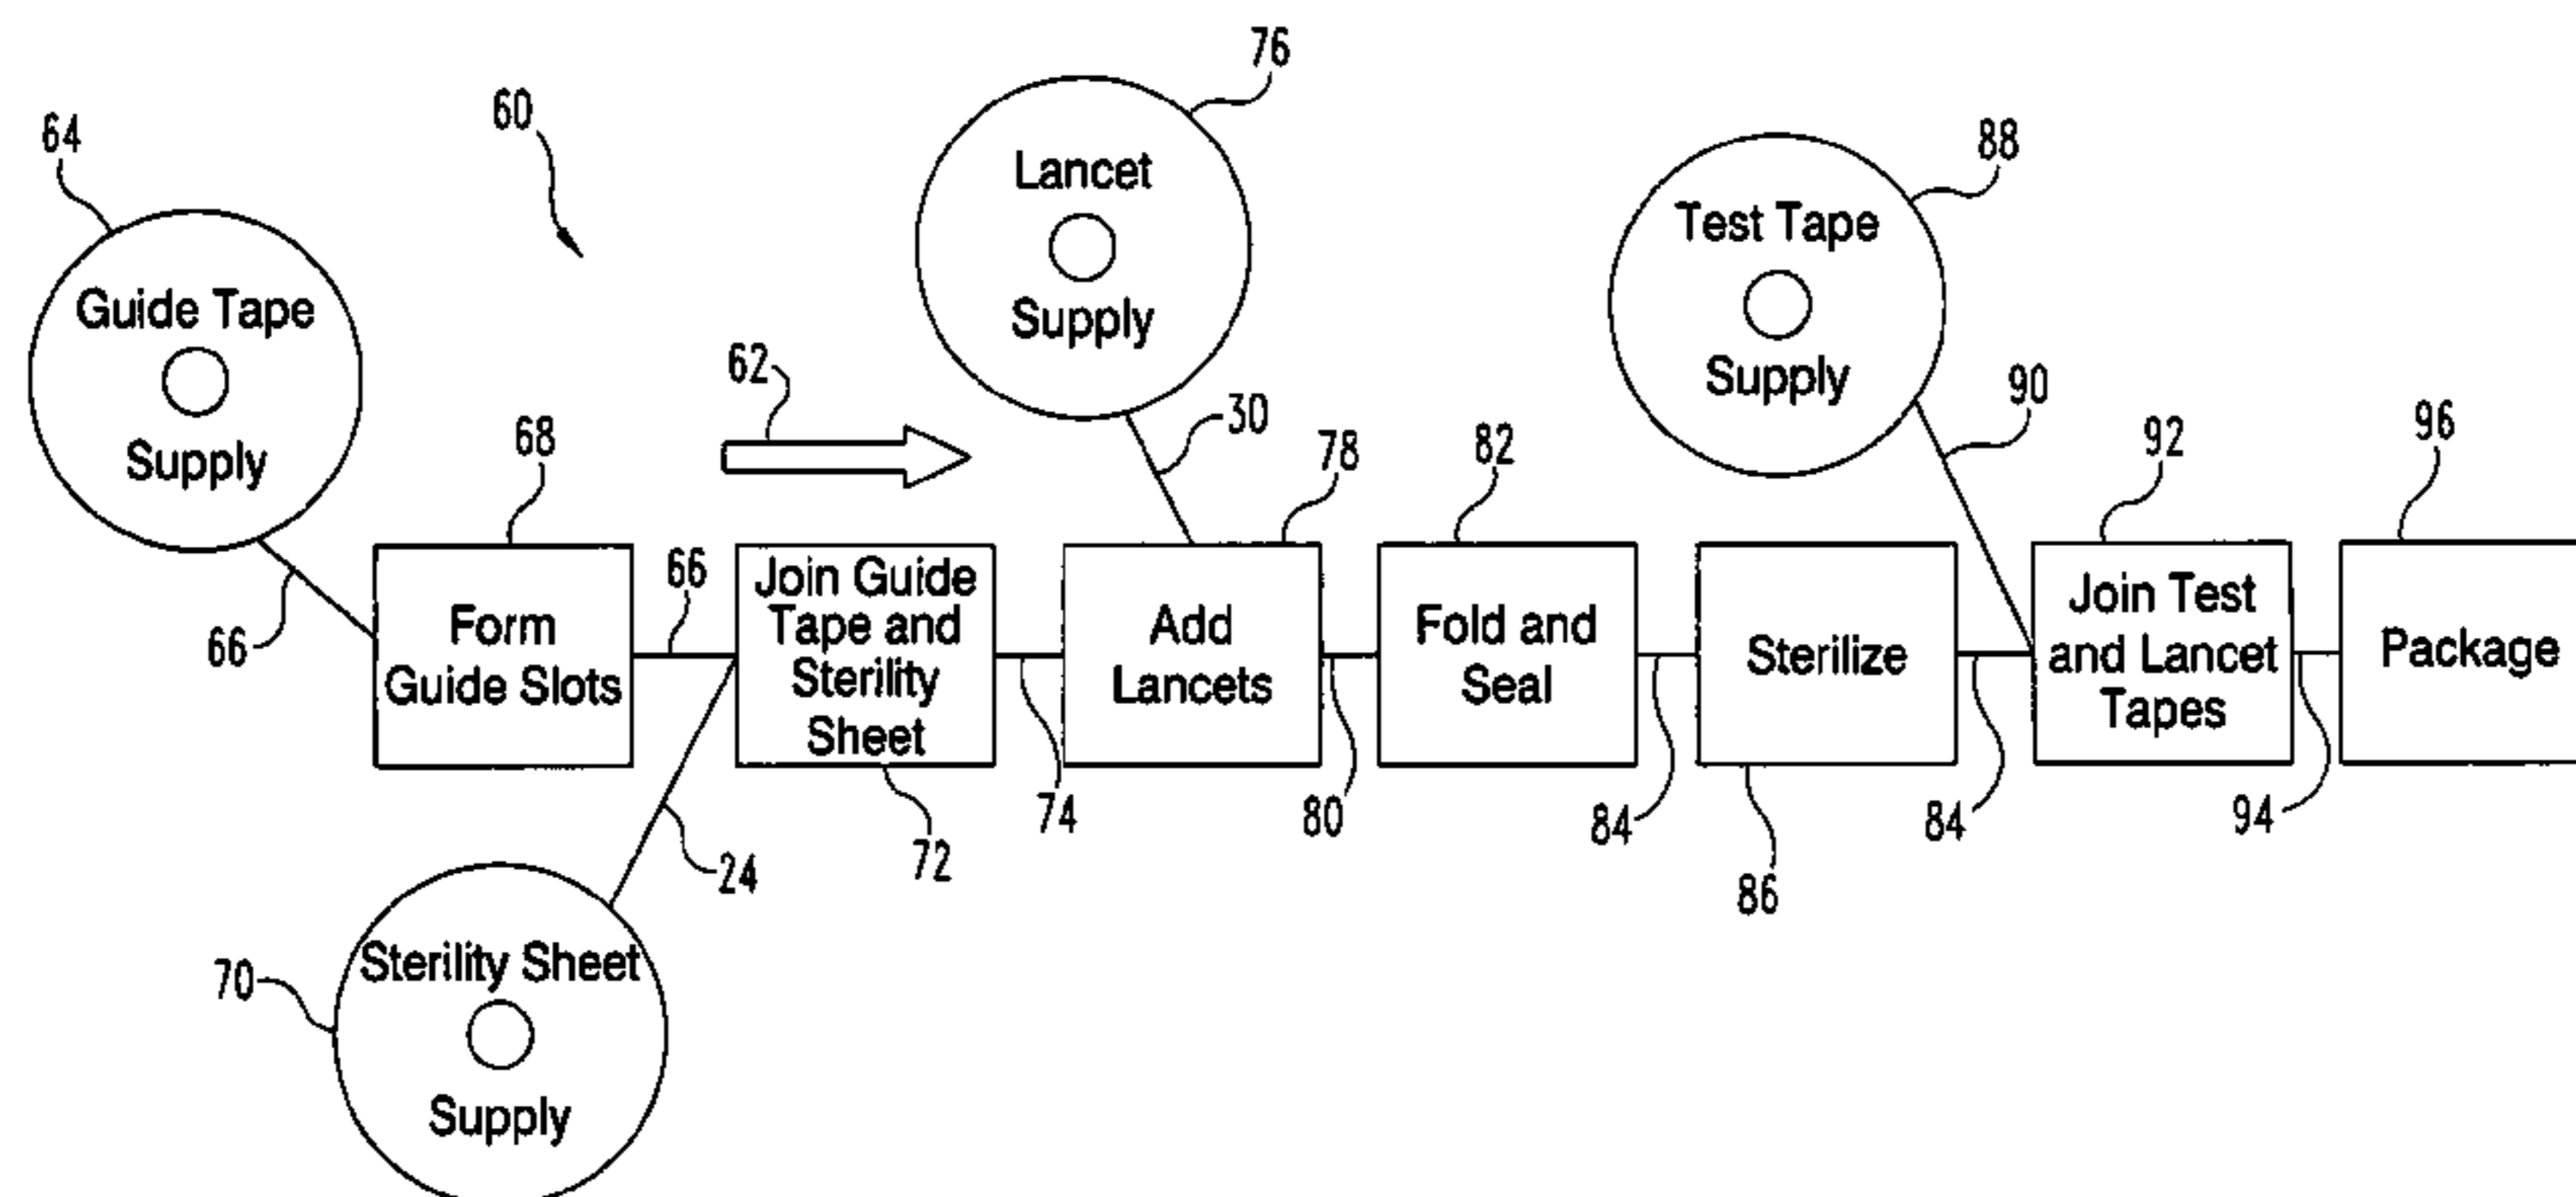 76
60
64
88
Lancet
Supply
Test Tape
Supply
Guide Tape
Supply
62
90
30
68
78
82
92
96
66
66
Form
Guide Slots
Join Guide
Tape and
Sterility
Sheet
Add
Lancets
Fold and
Seal
Sterilize
Join Test
and Lancet
Tapes
Package
74
80
84
84
94
72
24
86
70
Sterility Sheet
Supply